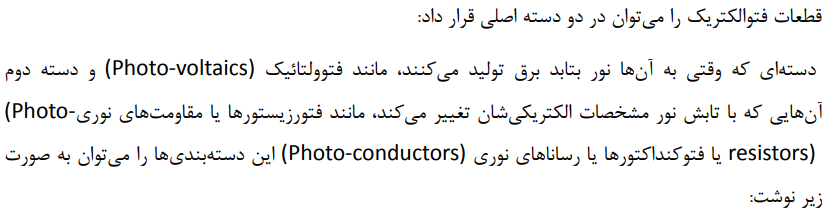 قطعات فتوالکتریک را می‌توان در دو دسته اصلی قرار داد:
دسته‌ای که وقتی به آن‌ها نور بتابد برق تولید می‌کنند، مانند فتوولتائیک (Photo-voltaics) و دسته دوم
آن‌هایی که با تابش نور مشخصات الکتریکی‌شان تغییر می‌کند، مانند فتورزیستورها یا مقاومت‌های نوری (Photo-
resistors) یا فتوکنداکتورها یا رساناهای نوری (Photo-conductors) این دسته‌بندی‌ها را می‌توان به صورت
زیر نوشت: